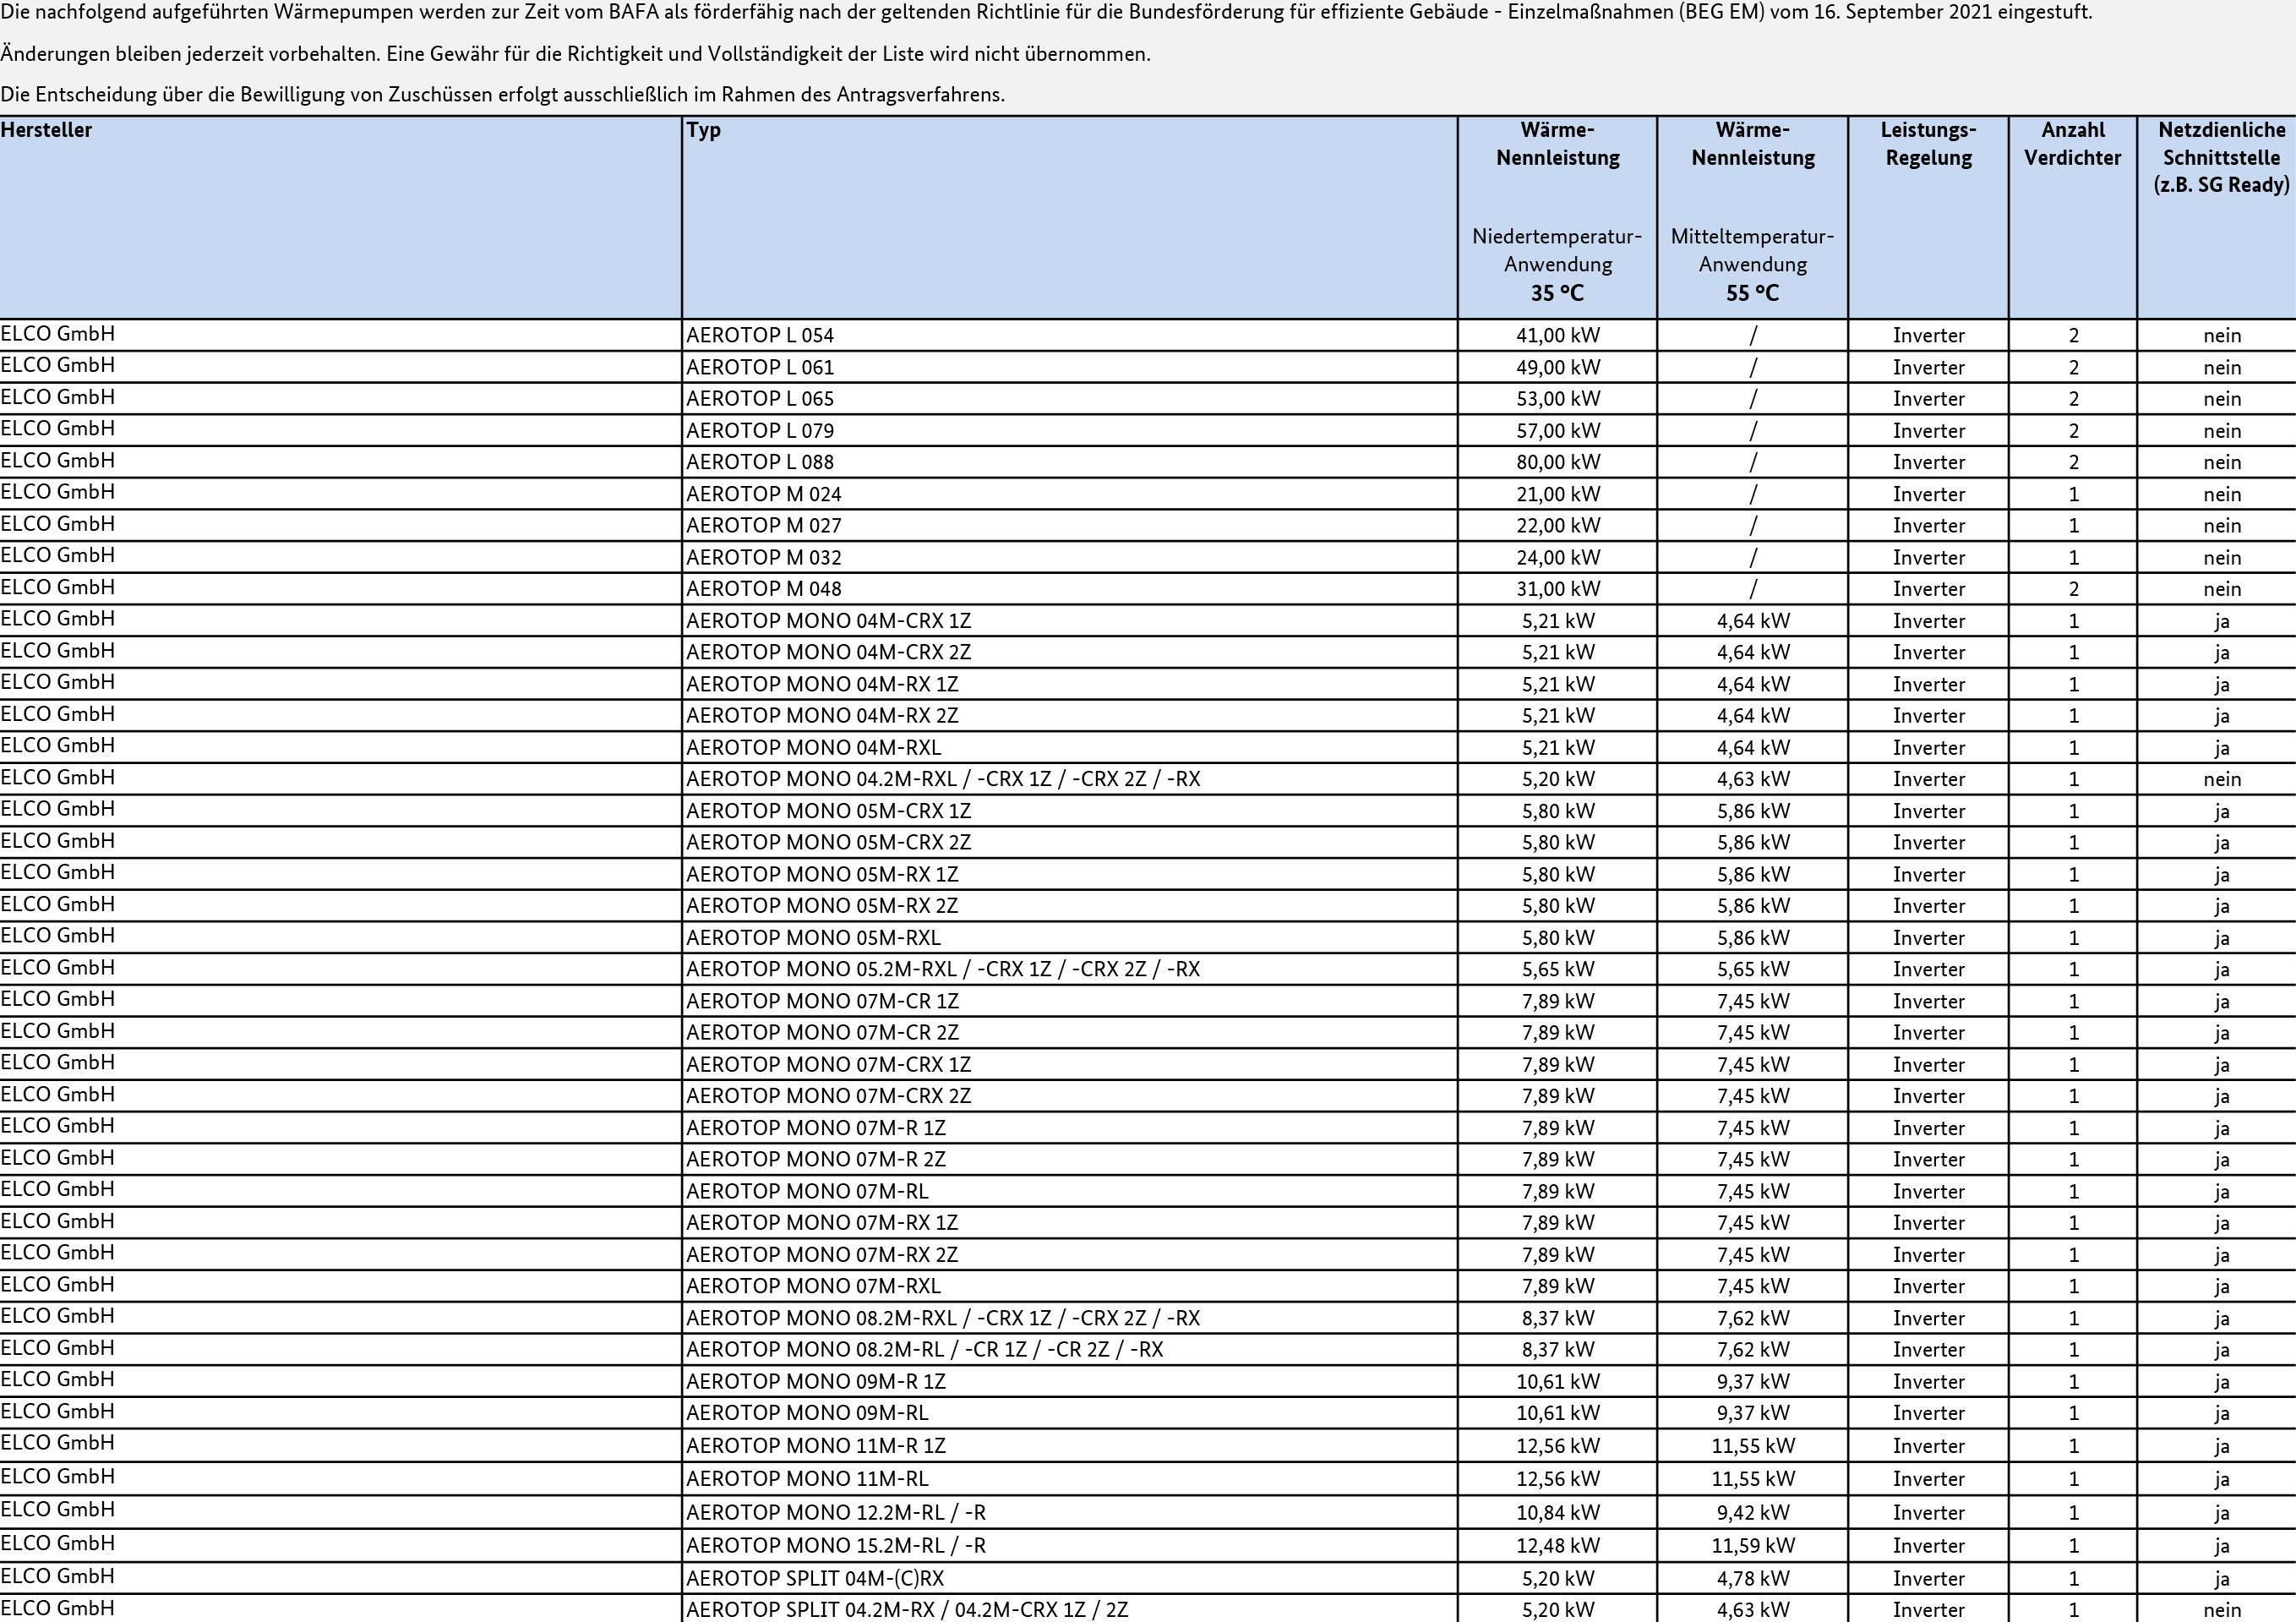 Die nachfolgend aufgeführten Wärmepumpen werden zur Zeit vom BAFA als förderfähig nach der geltenden Richtlinie für die Bundesförderung für effiziente Gebäude - Einzelmaßnahmen (BEG EM) vom 16. September 2021 eingestuft.
Änderungen bleiben jederzeit vorbehalten. Eine Gewähr für die Richtigkeit und Vollständigkeit der Liste wird nicht übernommen.
Die Entscheidung über die Bewilligung von Zuschüssen erfolgt ausschließlich im Rahmen des Antragsverfahrens.
Hersteller Typ Wärme- Wärme- Leistungs- Anzahl Netzdienliche
Nennleistung Nennleistung Regelung Verdichter Schnittstelle
(z.B. SG Ready)
Niedertemperatur- Mitteltemperatur-
Anwendung Anwendung
35 °C 55 °C
ELCO GmbH AEROTOP L 054 41,00 kW / Inverter 2 nein
ELCO GmbH AEROTOP L 061 49,00 kW / Inverter 2 nein
ELCO GmbH AEROTOP L 065 53,00 kW / Inverter 2 nein
ELCO GmbH AEROTOP L 079 57,00 kW / Inverter 2 nein
ELCO GmbH AEROTOP L 088 80,00 kW / Inverter 2 nein
ELCO GmbH AEROTOP M 024 21,00 kW / Inverter 1 nein
ELCO GmbH AEROTOP M 027 22,00 kW / Inverter 1 nein
ELCO GmbH AEROTOP M 032 24,00 kW / Inverter 1 nein
ELCO GmbH AEROTOP M 048 31,00 kW / Inverter 2 nein
ELCO GmbH AEROTOP MONO 04M-CRX 1Z 5,21 kW 4,64 kW Inverter 1 ja
ELCO GmbH AEROTOP MONO 04M-CRX 2Z 5,21 kW 4,64 kW Inverter 1 ja
ELCO GmbH AEROTOP MONO 04M-RX 1Z 5,21 kW 4,64 kW Inverter 1 ja
ELCO GmbH AEROTOP MONO 04M-RX 2Z 5,21 kW 4,64 kW Inverter 1 ja
ELCO GmbH AEROTOP MONO 04M-RXL 5,21 kW 4,64 kW Inverter 1 ja
ELCO GmbH AEROTOP MONO 04.2M-RXL / -CRX 1Z / -CRX 2Z / -RX 5,20 kW 4,63 kW Inverter 1 nein
ELCO GmbH AEROTOP MONO 05M-CRX 1Z 5,80 kW 5,86 kW Inverter 1 ja
ELCO GmbH AEROTOP MONO 05M-CRX 2Z 5,80 kW 5,86 kW Inverter 1 ja
ELCO GmbH AEROTOP MONO 05M-RX 1Z 5,80 kW 5,86 kW Inverter 1 ja
ELCO GmbH AEROTOP MONO 05M-RX 2Z 5,80 kW 5,86 kW Inverter 1 ja
ELCO GmbH AEROTOP MONO 05M-RXL 5,80 kW 5,86 kW Inverter 1 ja
ELCO GmbH AEROTOP MONO 05.2M-RXL / -CRX 1Z / -CRX 2Z / -RX 5,65 kW 5,65 kW Inverter 1 ja
ELCO GmbH AEROTOP MONO 07M-CR 1Z 7,89 kW 7,45 kW Inverter 1 ja
ELCO GmbH AEROTOP MONO 07M-CR 2Z 7,89 kW 7,45 kW Inverter 1 ja
ELCO GmbH AEROTOP MONO 07M-CRX 1Z 7,89 kW 7,45 kW Inverter 1 ja
ELCO GmbH AEROTOP MONO 07M-CRX 2Z 7,89 kW 7,45 kW Inverter 1 ja
ELCO GmbH AEROTOP MONO 07M-R 1Z 7,89 kW 7,45 kW Inverter 1 ja
ELCO GmbH AEROTOP MONO 07M-R 2Z 7,89 kW 7,45 kW Inverter 1 ja
ELCO GmbH AEROTOP MONO 07M-RL 7,89 kW 7,45 kW Inverter 1 ja
ELCO GmbH AEROTOP MONO 07M-RX 1Z 7,89 kW 7,45 kW Inverter 1 ja
ELCO GmbH AEROTOP MONO 07M-RX 2Z 7,89 kW 7,45 kW Inverter 1 ja
ELCO GmbH AEROTOP MONO 07M-RXL 7,89 kW 7,45 kW Inverter 1 ja
ELCO GmbH AEROTOP MONO 08.2M-RXL / -CRX 1Z / -CRX 2Z / -RX 8,37 kW 7,62 kW Inverter 1 ja
ELCO GmbH AEROTOP MONO 08.2M-RL / -CR 1Z / -CR 2Z / -RX 8,37 kW 7,62 kW Inverter 1 ja
ELCO GmbH AEROTOP MONO 09M-R 1Z 10,61 kW 9,37 kW Inverter 1 ja
ELCO GmbH AEROTOP MONO 09M-RL 10,61 kW 9,37 kW Inverter 1 ja
ELCO GmbH AEROTOP MONO 11M-R 1Z 12,56 kW 11,55 kW Inverter 1 ja
ELCO GmbH AEROTOP MONO 11M-RL 12,56 kW 11,55 kW Inverter 1 ja
ELCO GmbH AEROTOP MONO 12.2M-RL / -R 10,84 kW 9,42 kW Inverter 1 ja
ELCO GmbH AEROTOP MONO 15.2M-RL / -R 12,48 kW 11,59 kW Inverter 1 ja
ELCO GmbH AEROTOP SPLIT 04M-(C)RX 5,20 kW 4,78 kW Inverter 1 ja
ELCO GmbH AEROTOP SPLIT 04.2M-RX / 04.2M-CRX 1Z / 2Z 5,20 kW 4,63 kW Inverter 1 nein